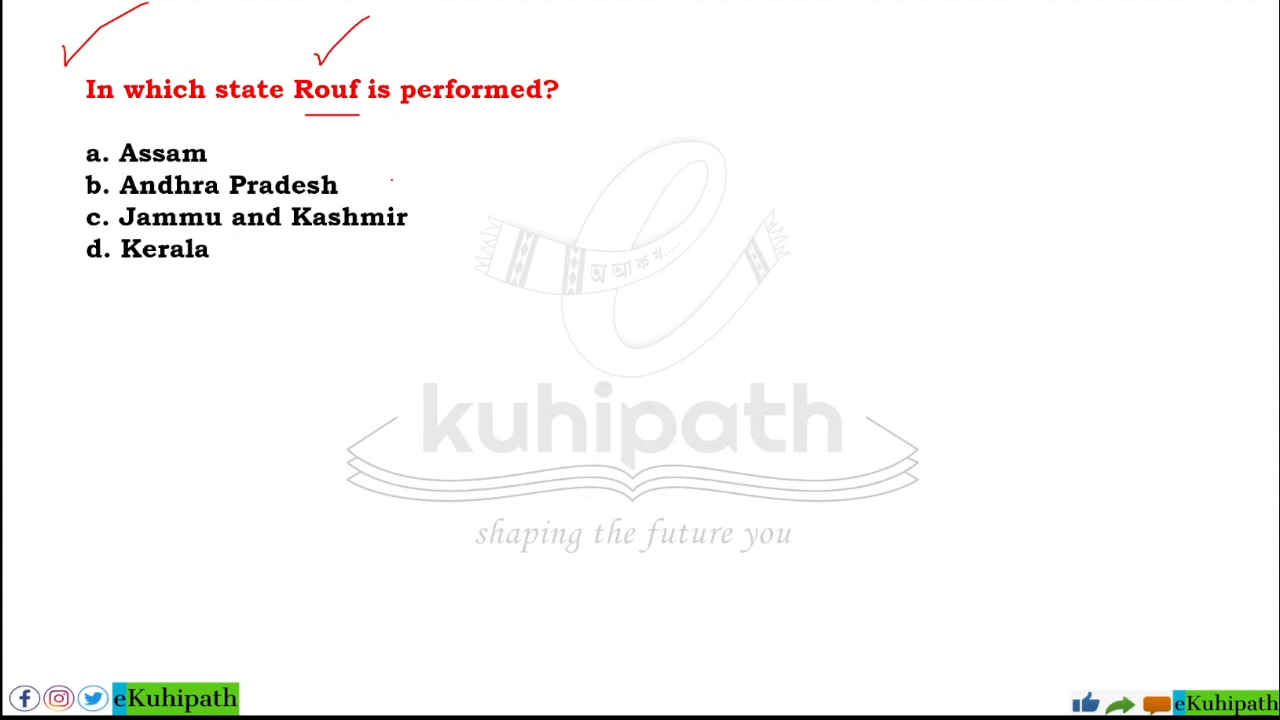 In which state Rouf is performed?
a. Assam
b. Andhra Pradesh
c. Jammu and Kashmir
d. Kerala
অ আ ক খ.....
kuhipath
shaping the future you
eKuhipath
eKuhipath